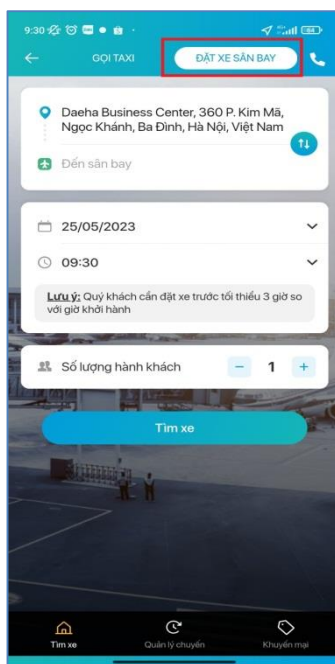 9:30
GỌI TAXI
ĐẶT XE SÂN BAY
Daeha Business Center, 360 P. Kim Mã,
Ngọc Khánh, Ba Đình, Hà Nội, Việt Nam
Đến sân bay
25/05/2023
09:30
Lưu ý: Quý khách cần đặt xe trước tối thiểu 3 giờ so
với giờ khởi hành
Số lượng hành khách
− 1 +
Tìm xe
Tìm xe
Quản lý chuyến
Khuyến mại